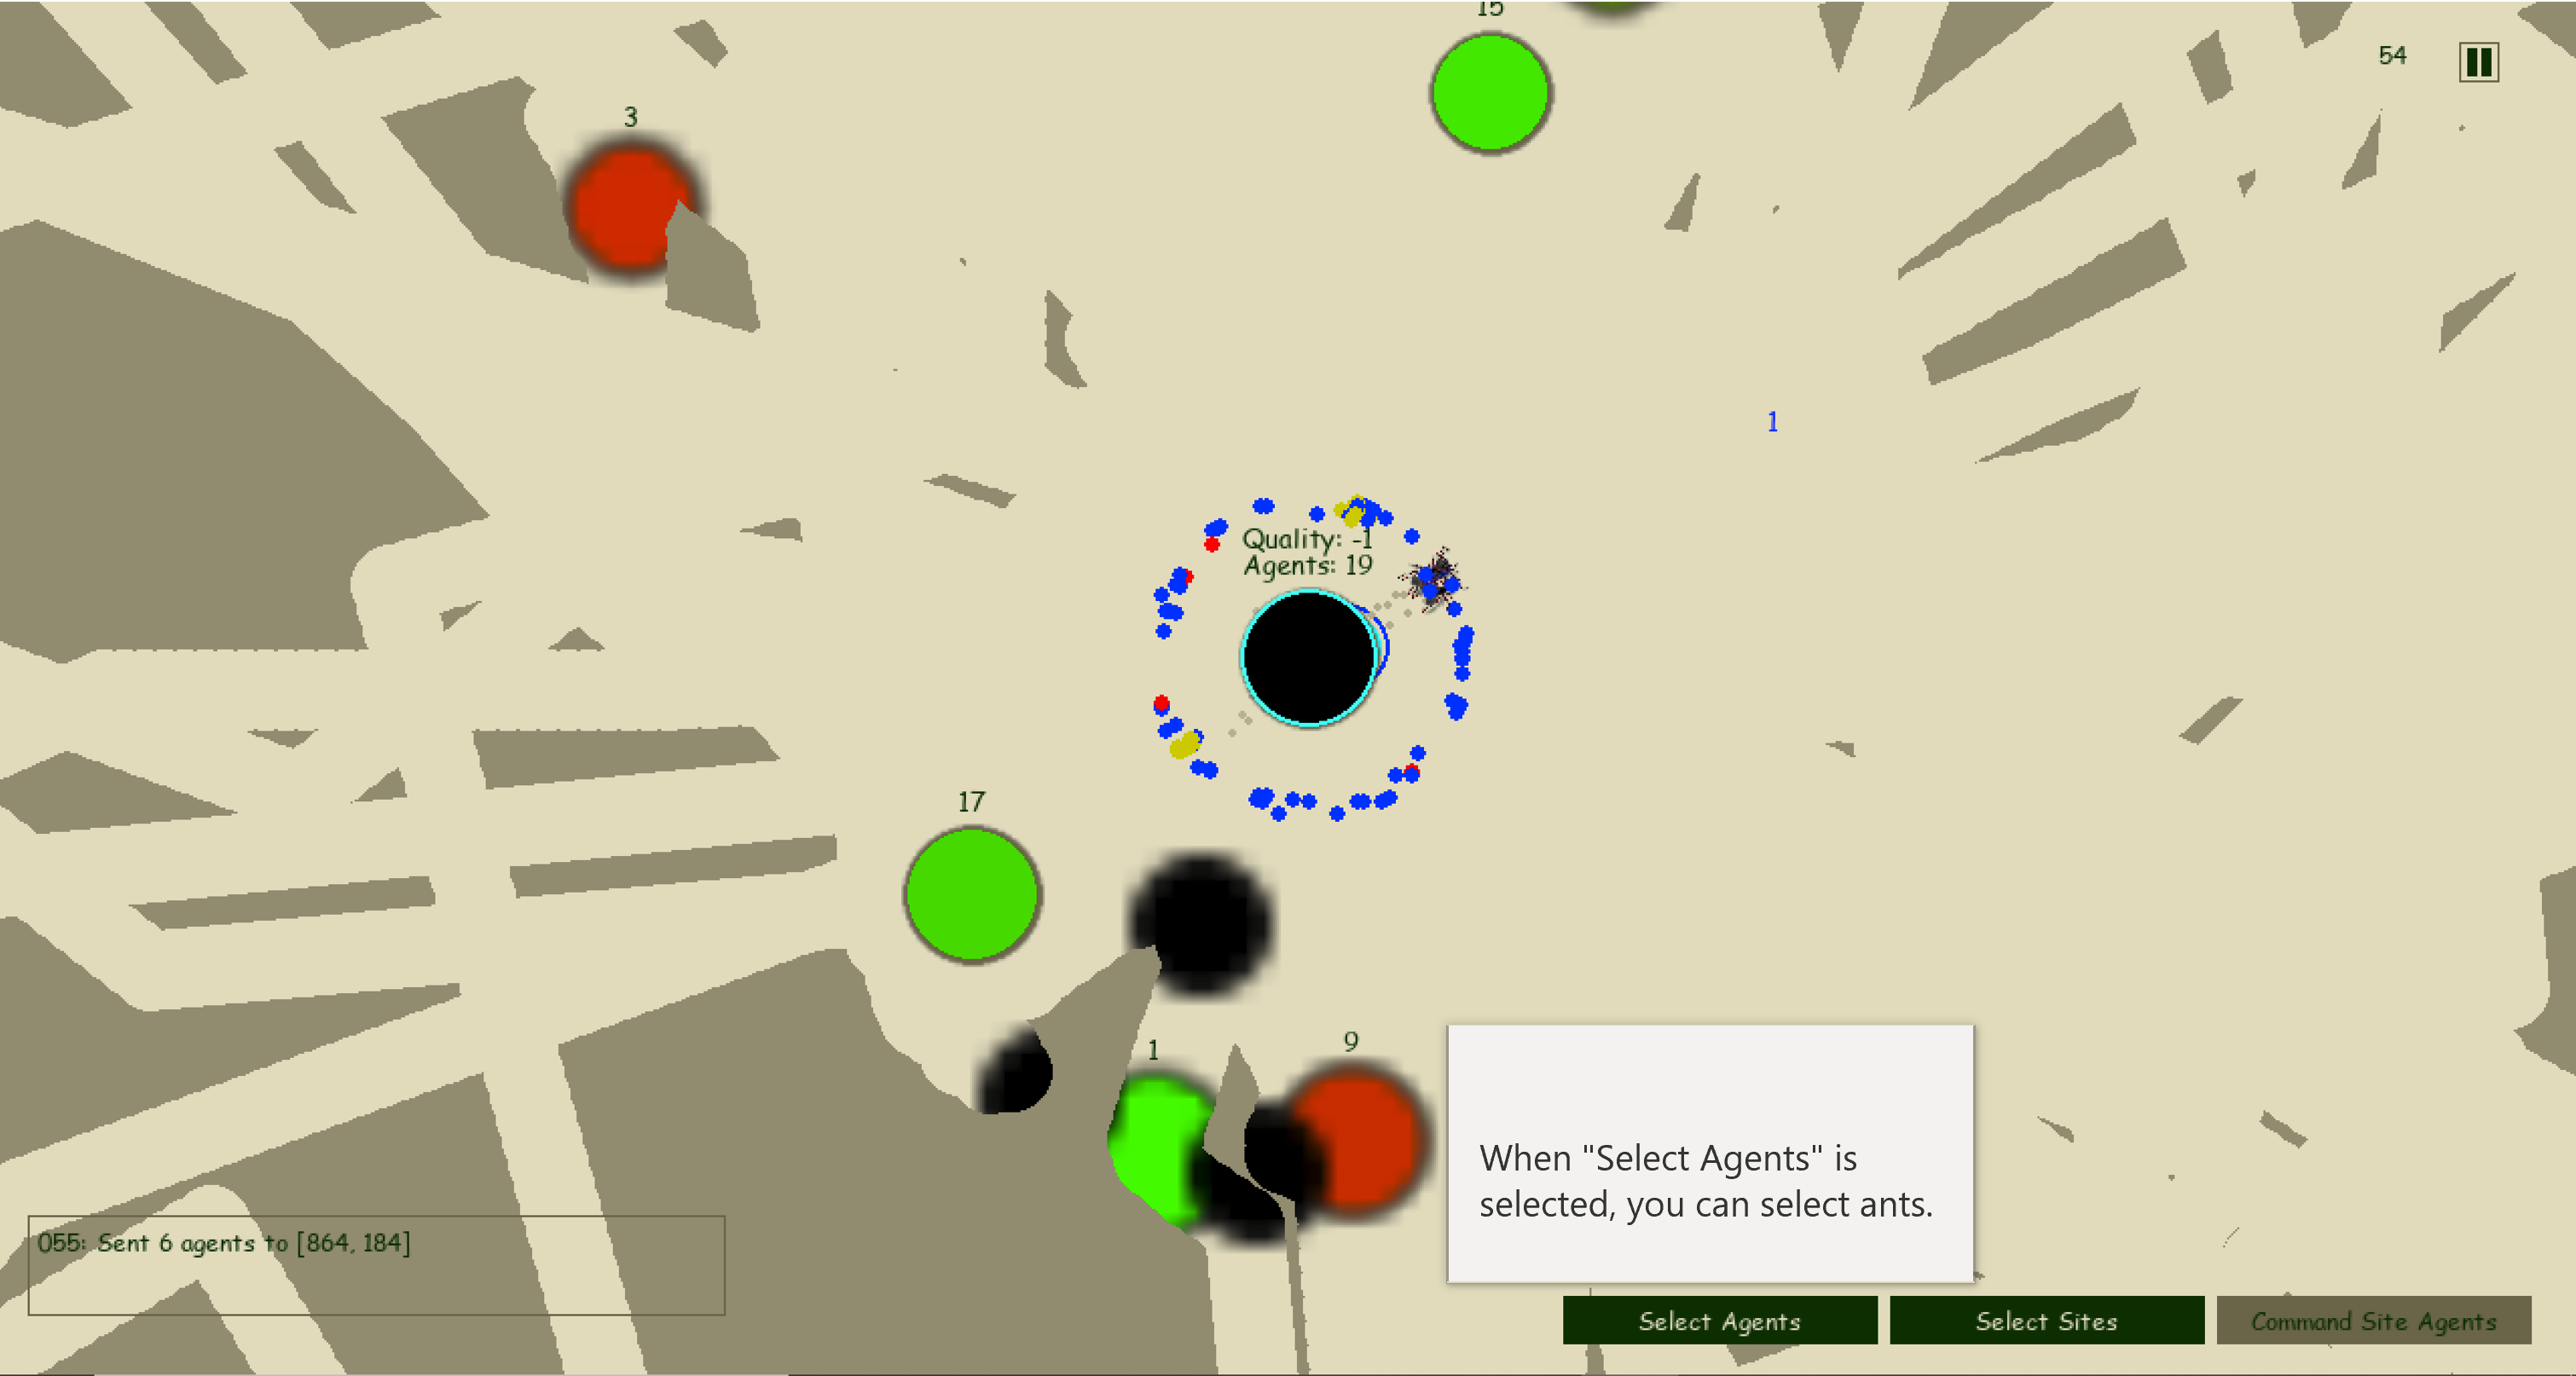 15
54
3
1
Quality: -1
Agents: 19
17
1
9
When "Select Agents" is
selected, you can select ants.
055: Sent 6 agents to [864, 184]
Select Agents
Select Sites
Command Site Agents